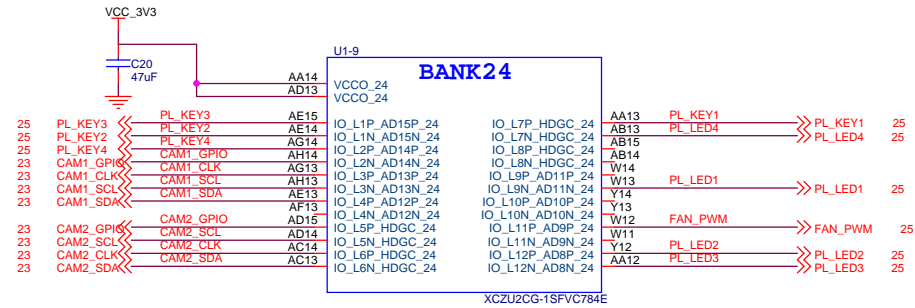 VCC_3V3
U1-9
BANK24
C20
47uF
AA14 VCCO_24
AD13 VCCO_24
25 PL_KEY3 PL_KEY3 AE15 IO_L1P_AD15P_24 IO_L7P_HDGC_24 AA13 PL_KEY1 PL_KEY1 25
25 PL_KEY2 PL_KEY2 AE14 IO_L1N_AD15N_24 IO_L7N_HDGC_24 AB13 PL_LED4 PL_LED4 25
25 PL_KEY4 PL_KEY4 AG14 IO_L2P_AD14P_24 IO_L8P_HDGC_24 AB15
23 CAM1_GPIO CAM1_GPIO AH14 IO_L2N_AD14N_24 IO_L8N_HDGC_24 AB14
23 CAM1_CLK CAM1_CLK AG13 IO_L3P_AD13P_24 IO_L9P_AD11P_24 W14
23 CAM1_SCL CAM1_SCL AH13 IO_L3N_AD13N_24 IO_L9N_AD11N_24 W13 PL_LED1 PL_LED1 25
23 CAM1_SDA CAM1_SDA AE13 IO_L4P_AD12P_24 IO_L10P_AD10P_24 Y14
AF13 IO_L4N_AD12N_24 IO_L10N_AD10N_24 Y13
23 CAM2_GPIO CAM2_GPIO AD15 IO_L5P_HDGC_24 IO_L11P_AD9P_24 W12 FAN_PWM FAN_PWM 25
23 CAM2_SCL CAM2_SCL AD14 IO_L5N_HDGC_24 IO_L11N_AD9N_24 W11
23 CAM2_CLK CAM2_CLK AC14 IO_L6P_HDGC_24 IO_L12P_AD8P_24 Y12 PL_LED2 PL_LED2 25
23 CAM2_SDA CAM2_SDA AC13 IO_L6N_HDGC_24 IO_L12N_AD8N_24 AA12 PL_LED3 PL_LED3 25
XCZU2CG-1SFVC784E